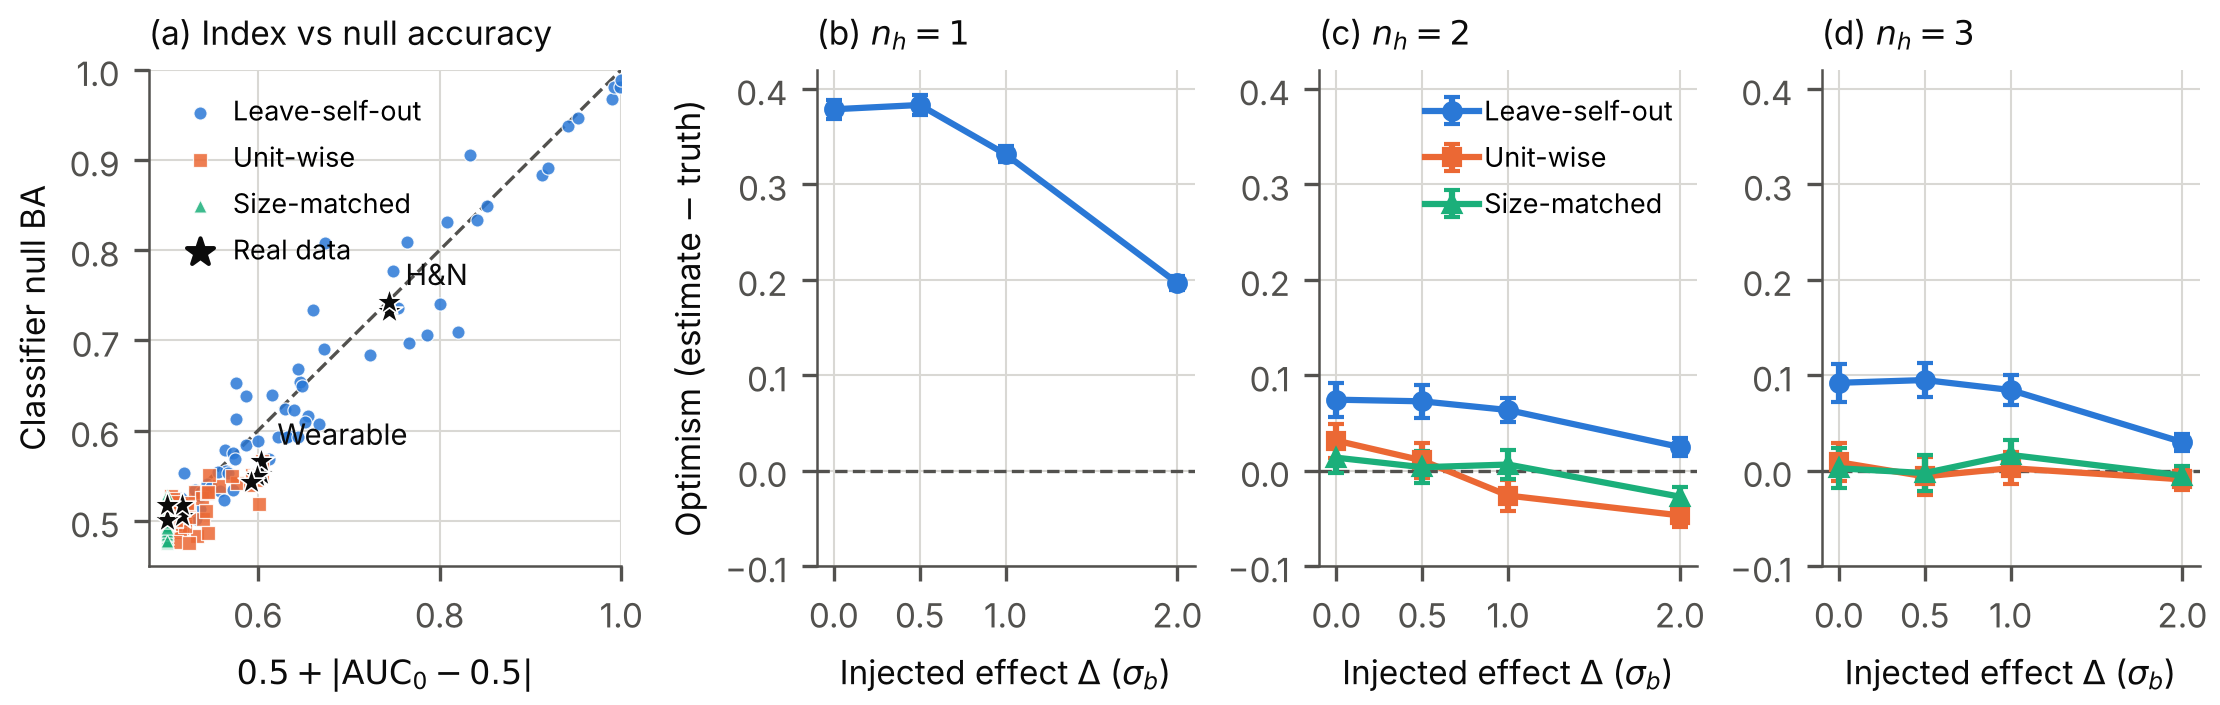 (a) Index vs null accuracy
Classifier null BA
1.0
0.9
0.8
0.7
0.6
0.5
Leave-self-out
Unit-wise
Size-matched
Real data
H&N
Wearable
0.6
0.8
1.0
0.5 + |AUC₀ − 0.5|
(b) nₕ = 1
Optimism (estimate − truth)
0.4
0.3
0.2
0.1
0.0
−0.1
0.0
0.5
1.0
2.0
Injected effect Δ (σ_b)
(c) nₕ = 2
0.4
0.3
0.2
0.1
0.0
−0.1
Leave-self-out
Unit-wise
Size-matched
0.0
0.5
1.0
2.0
Injected effect Δ (σ_b)
(d) nₕ = 3
0.4
0.3
0.2
0.1
0.0
−0.1
0.0
0.5
1.0
2.0
Injected effect Δ (σ_b)